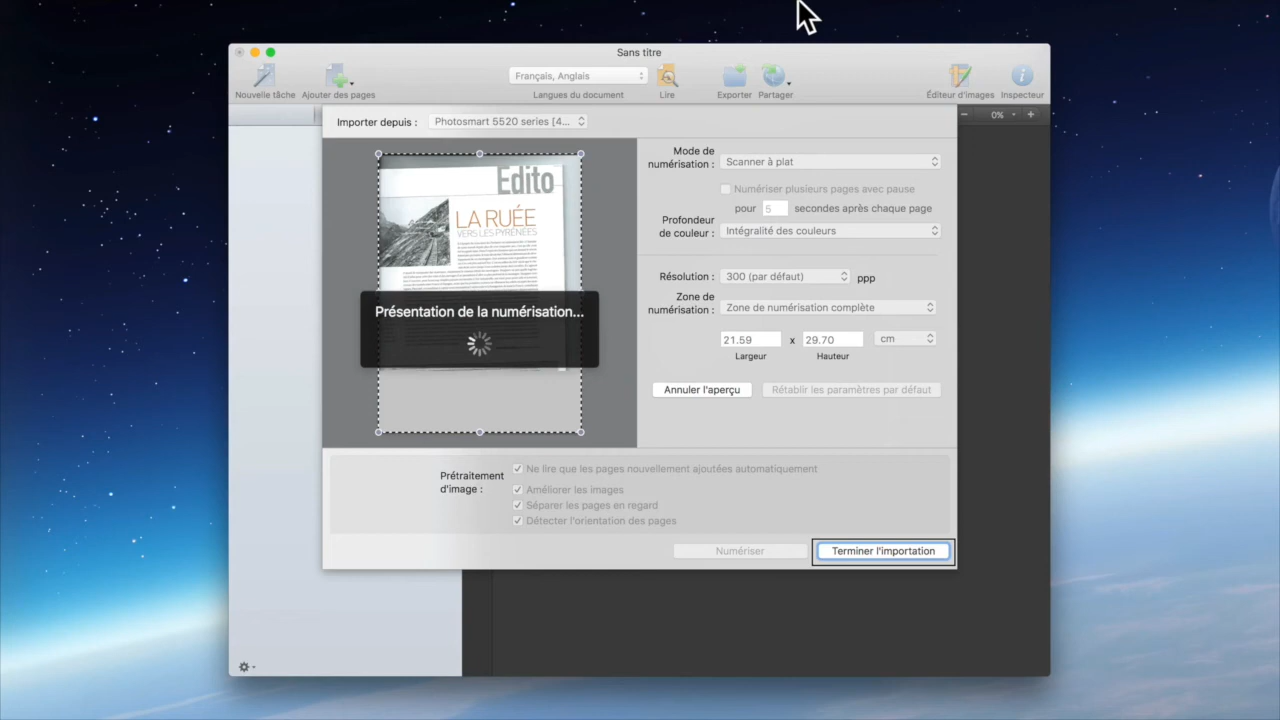 Sans titre
Nouvelle tâche
Ajouter des pages
Français, Anglais
Langues du document
Lire
Exporter
Partager
Éditeur d'images
Inspecteur
0%
Importer depuis :
Photosmart 5520 series [4...
Edito
LA RUÉE
VERS LES PYRÉNÉES
Présentation de la numérisation...
Mode de
numérisation :
Scanner à plat
Numériser plusieurs pages avec pause
pour 5 secondes après chaque page
Profondeur
de couleur :
Intégralité des couleurs
Résolution :
300 (par défaut)
ppp
Zone de
numérisation :
Zone de numérisation complète
21.59 x 29.70 cm
Largeur
Hauteur
Annuler l'aperçu
Rétablir les paramètres par défaut
Prétraitement
d'image :
Ne lire que les pages nouvellement ajoutées automatiquement
Améliorer les images
Séparer les pages en regard
Détecter l'orientation des pages
Numériser
Terminer l'importation